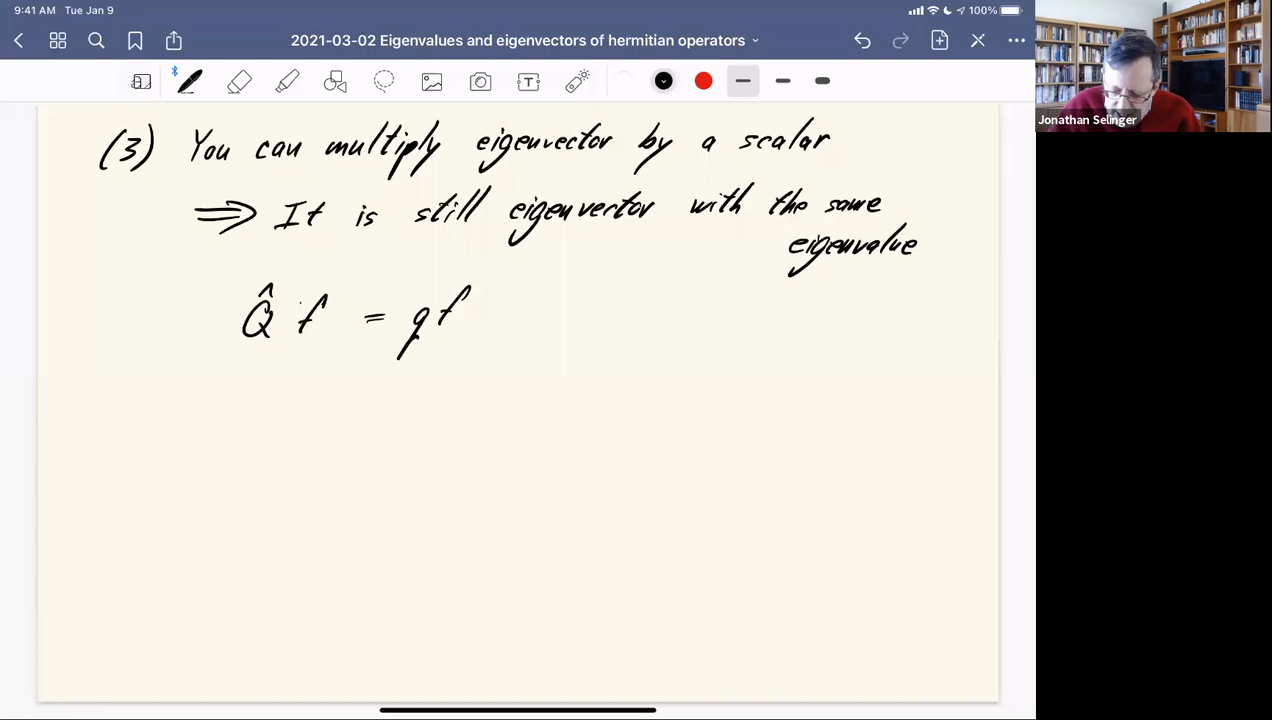 9:41 AM Tue Jan 9
100%
2021-03-02 Eigenvalues and eigenvectors of hermitian operators
T
Jonathan Selinger
(3) You can multiply eigenvector by a scalar
⇒ It is still eigenvector with the same
eigenvalue
Q̂ f = qf